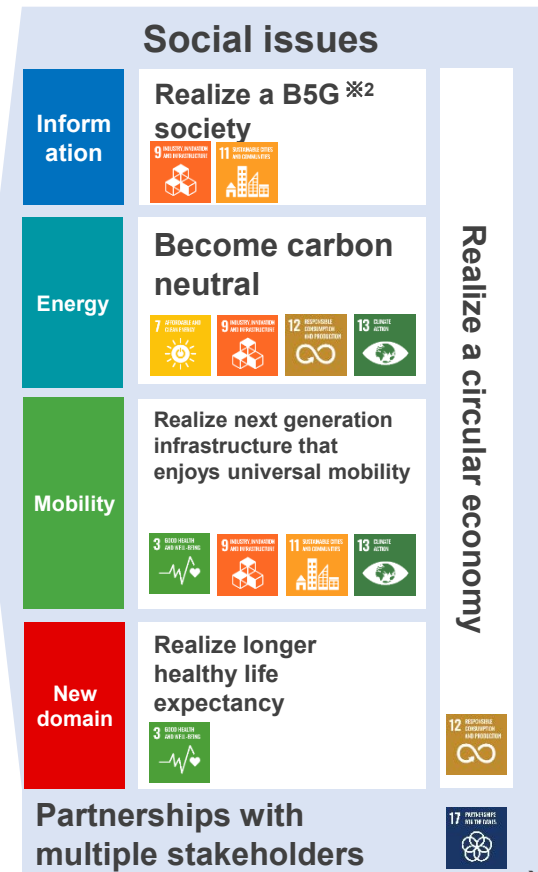 Social issues
Inform
ation
Realize a B5G ※2
society
9 INDUSTRY, INNOVATION
AND INFRASTRUCTURE
11 SUSTAINABLE CITIES
AND COMMUNITIES
Energy
Become carbon
neutral
7 AFFORDABLE AND
CLEAN ENERGY
9 INDUSTRY, INNOVATION
AND INFRASTRUCTURE
12 RESPONSIBLE
CONSUMPTION
AND PRODUCTION
13 CLIMATE
ACTION
Mobility
Realize next generation
infrastructure that
enjoys universal mobility
3 GOOD HEALTH
AND WELL-BEING
9 INDUSTRY, INNOVATION
AND INFRASTRUCTURE
11 SUSTAINABLE CITIES
AND COMMUNITIES
13 CLIMATE
ACTION
New
domain
Realize longer
healthy life
expectancy
3 GOOD HEALTH
AND WELL-BEING
Realize a circular economy
12 RESPONSIBLE
CONSUMPTION
AND PRODUCTION
Partnerships with
multiple stakeholders
17 PARTNERSHIPS
FOR THE GOALS